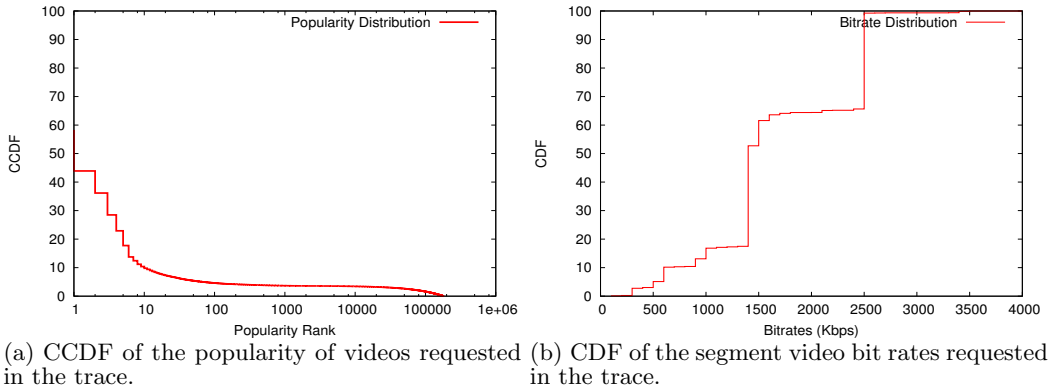 Popularity Distribution
100
90
80
70
60
50
40
30
20
10
0
CCDF
1 10 100 1000 10000 100000 1e+06
Popularity Rank
(a) CCDF of the popularity of videos requested
in the trace.
Bitrate Distribution
100
90
80
70
60
50
40
30
20
10
0
CDF
0 500 1000 1500 2000 2500 3000 3500 4000
Bitrates (Kbps)
(b) CDF of the segment video bit rates requested
in the trace.